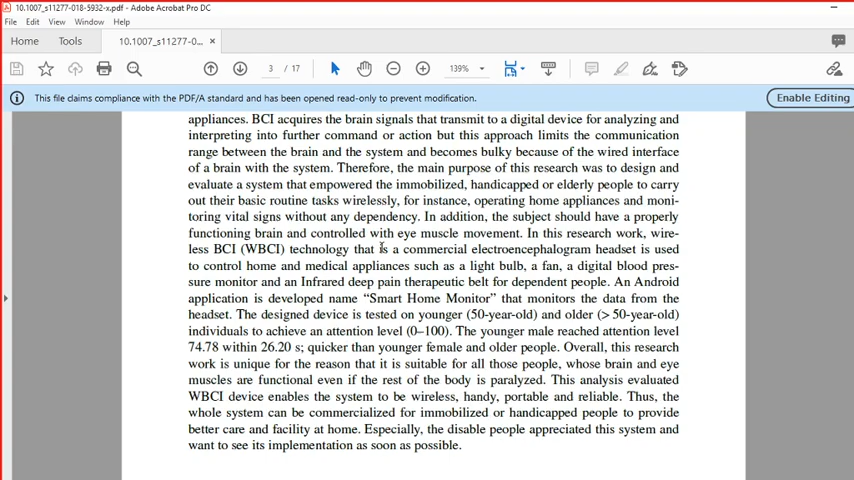 10.1007_s11277-018-5932-x.pdf - Adobe Acrobat Pro DC
File Edit View Window Help
Home Tools 10.1007_s11277-0... ×
3 / 17 139%
This file claims compliance with the PDF/A standard and has been opened read-only to prevent modification. Enable Editing
appliances. BCI acquires the brain signals that transmit to a digital device for analyzing and
interpreting into further command or action but this approach limits the communication
range between the brain and the system and becomes bulky because of the wired interface
of a brain with the system. Therefore, the main purpose of this research was to design and
evaluate a system that empowered the immobilized, handicapped or elderly people to carry
out their basic routine tasks wirelessly, for instance, operating home appliances and moni-
toring vital signs without any dependency. In addition, the subject should have a properly
functioning brain and controlled with eye muscle movement. In this research work, wire-
less BCI (WBCI) technology that is a commercial electroencephalogram headset is used
to control home and medical appliances such as a light bulb, a fan, a digital blood pres-
sure monitor and an Infrared deep pain therapeutic belt for dependent people. An Android
application is developed name “Smart Home Monitor” that monitors the data from the
headset. The designed device is tested on younger (50-year-old) and older (> 50-year-old)
individuals to achieve an attention level (0–100). The younger male reached attention level
74.78 within 26.20 s; quicker than younger female and older people. Overall, this research
work is unique for the reason that it is suitable for all those people, whose brain and eye
muscles are functional even if the rest of the body is paralyzed. This analysis evaluated
WBCI device enables the system to be wireless, handy, portable and reliable. Thus, the
whole system can be commercialized for immobilized or handicapped people to provide
better care and facility at home. Especially, the disable people appreciated this system and
want to see its implementation as soon as possible.